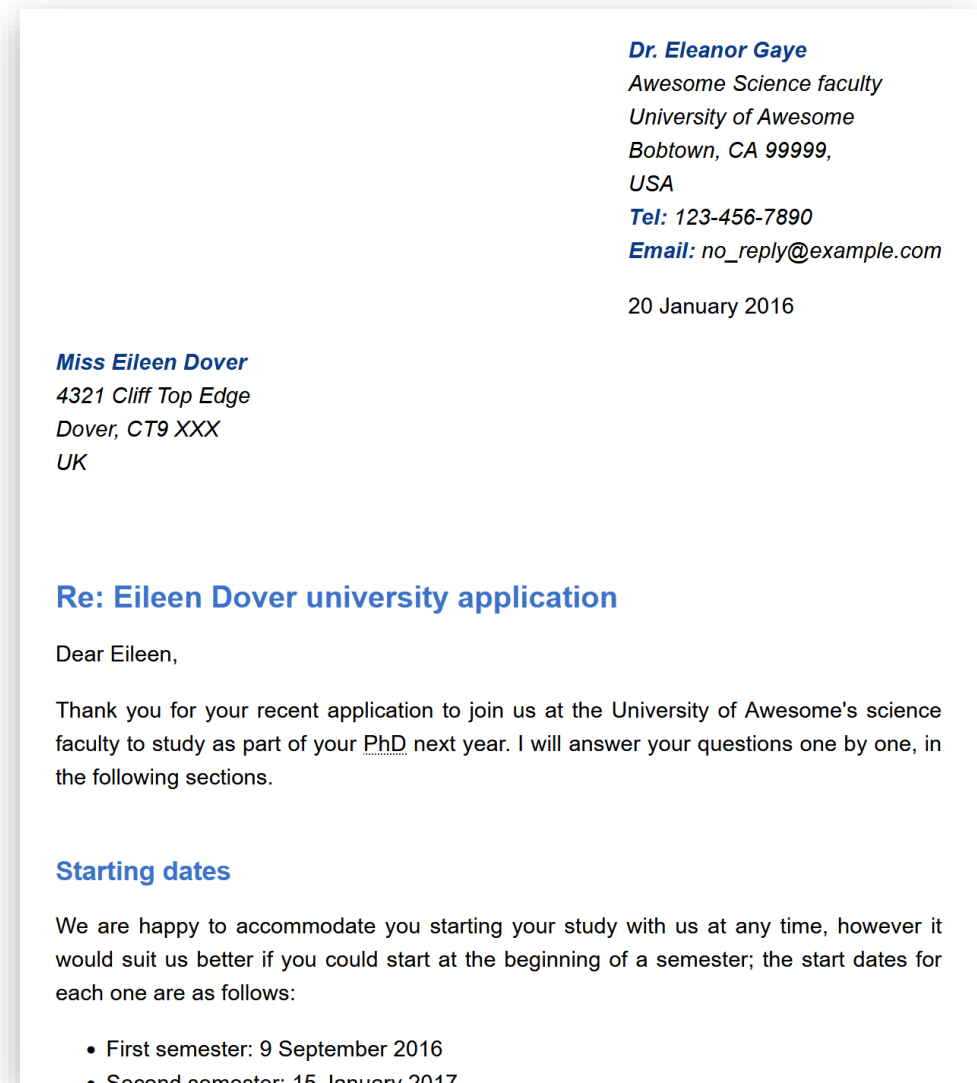 Dr. Eleanor Gaye
Awesome Science faculty
University of Awesome
Bobtown, CA 99999,
USA
Tel: 123-456-7890
Email: no_reply@example.com
20 January 2016
Miss Eileen Dover
4321 Cliff Top Edge
Dover, CT9 XXX
UK
Re: Eileen Dover university application
Dear Eileen,
Thank you for your recent application to join us at the University of Awesome's science
faculty to study as part of your PhD next year. I will answer your questions one by one, in
the following sections.
Starting dates
We are happy to accommodate you starting your study with us at any time, however it
would suit us better if you could start at the beginning of a semester; the start dates for
each one are as follows:
• First semester: 9 September 2016
• Second semester: 15 January 2017